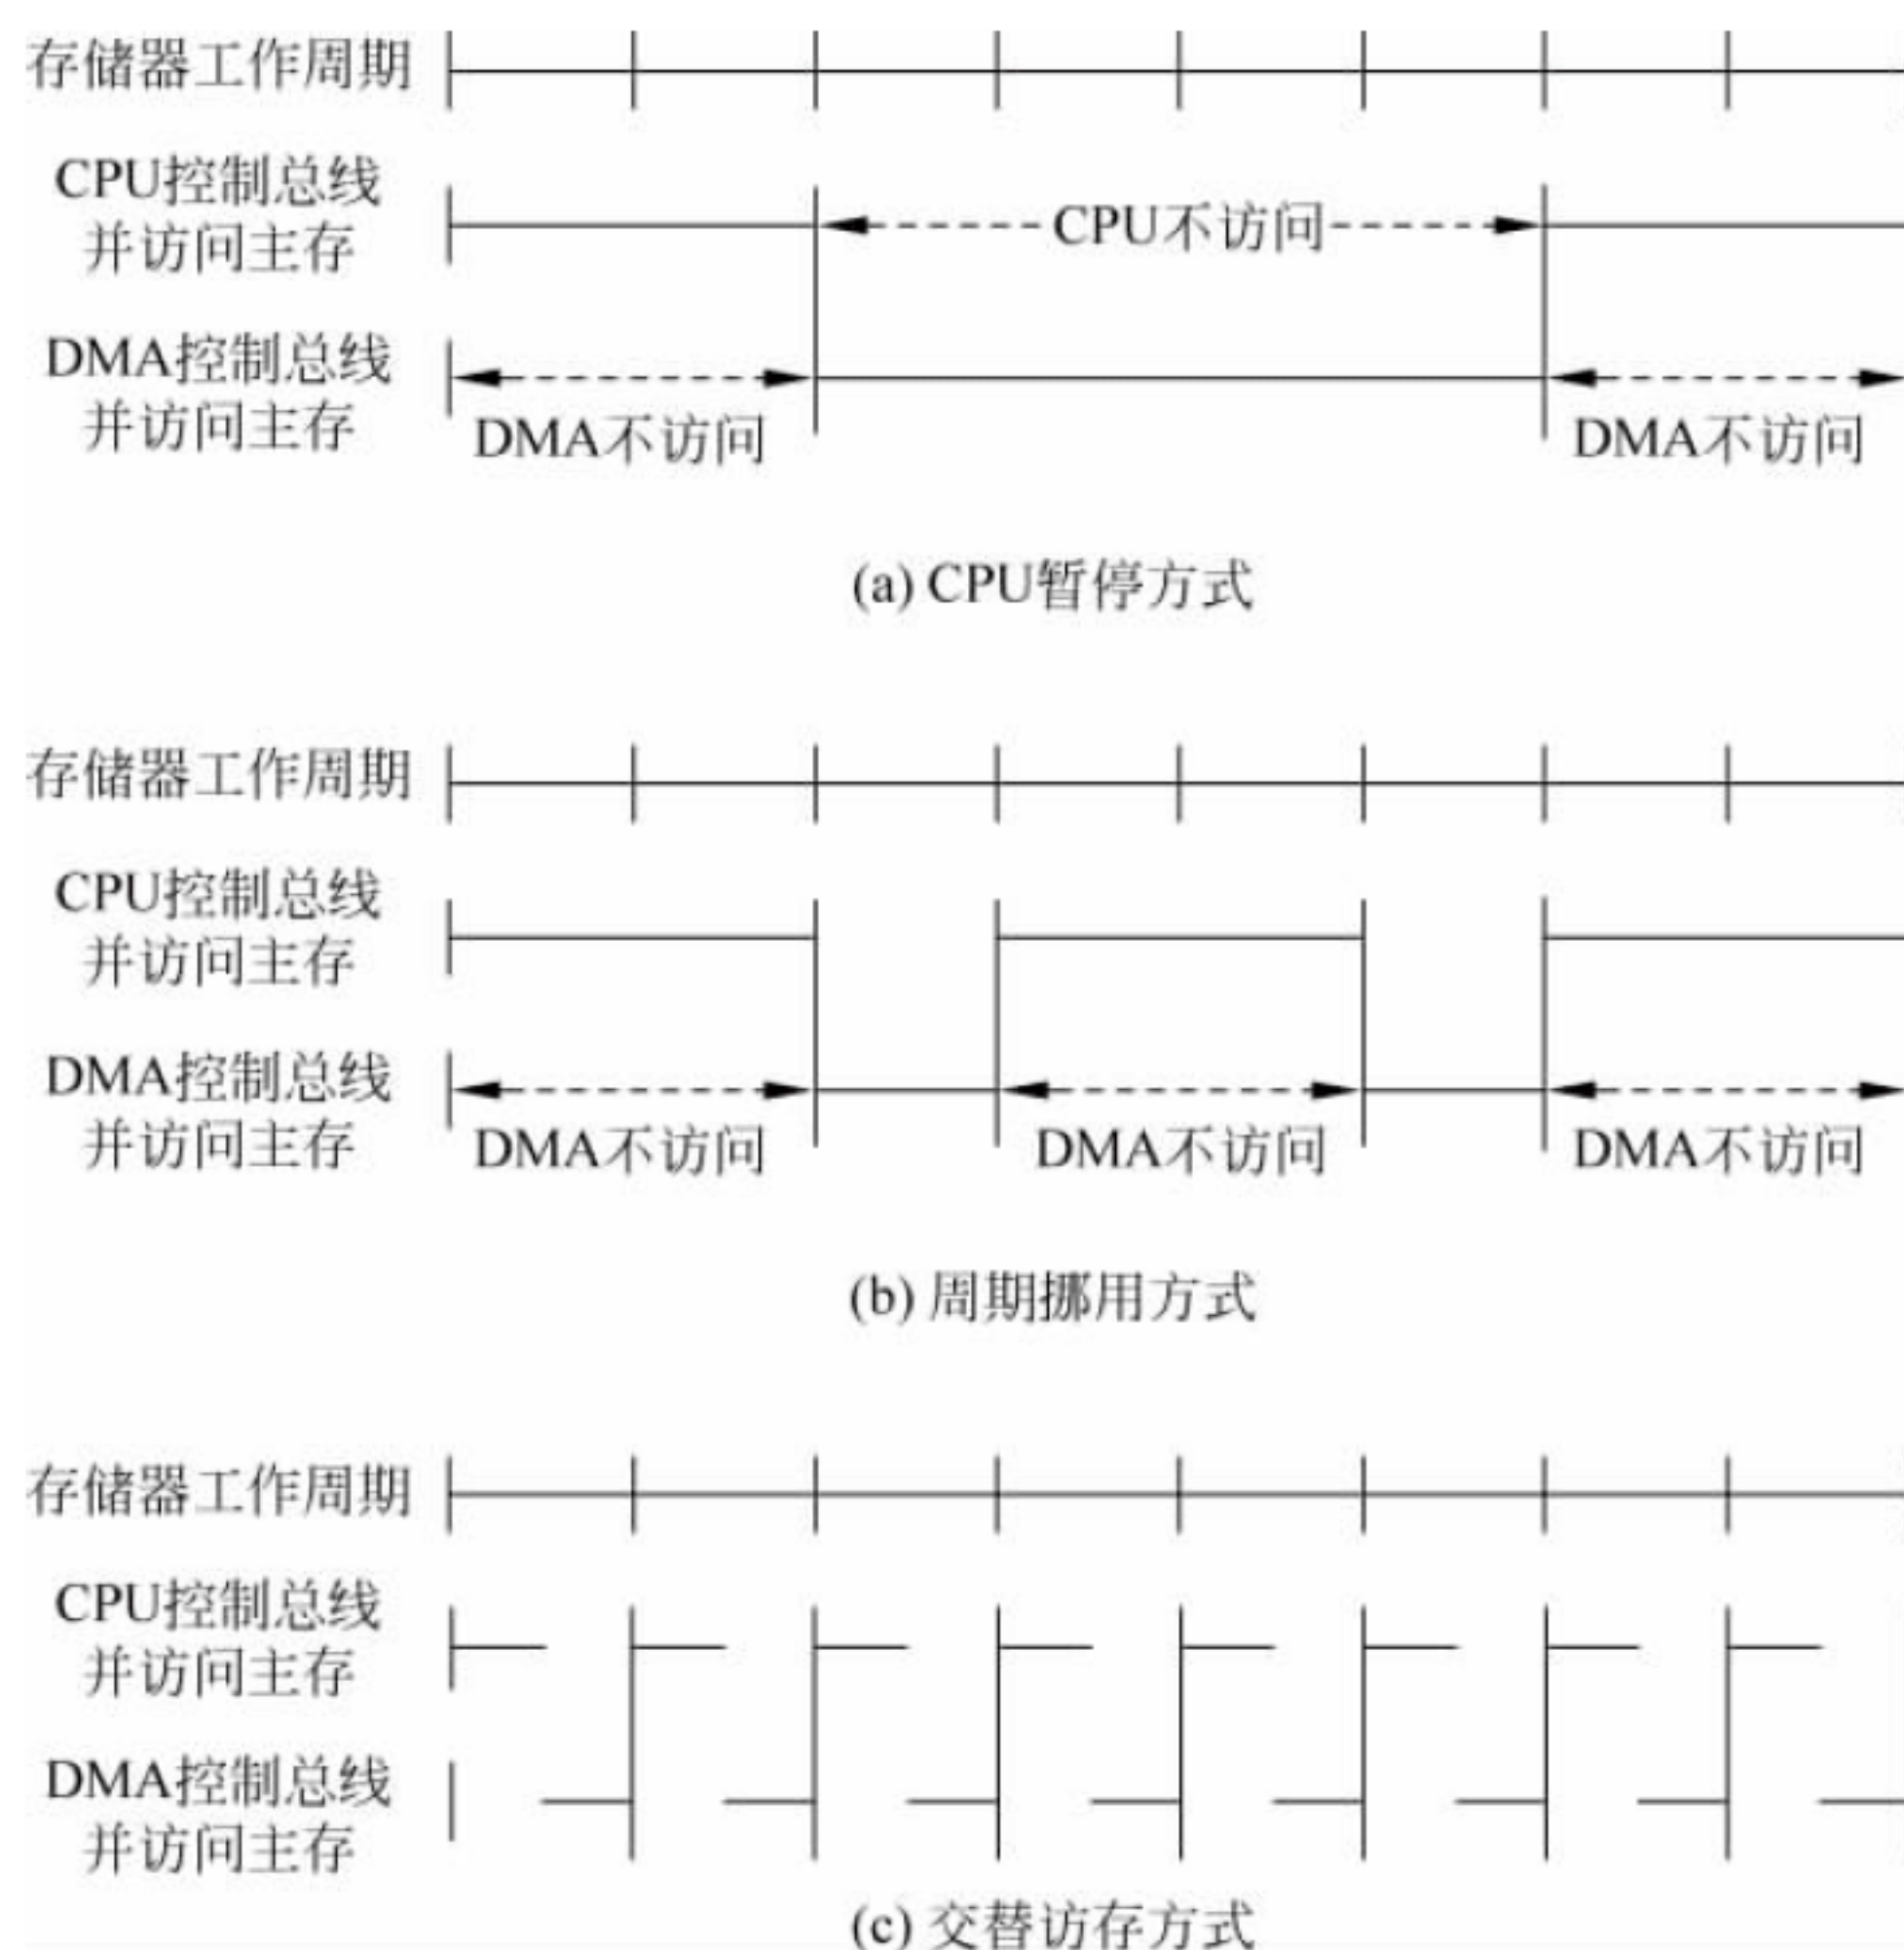 存储器工作周期
CPU控制总线
并访问主存
CPU不访问
DMA控制总线
并访问主存
DMA不访问
DMA不访问
(a) CPU暂停方式
存储器工作周期
CPU控制总线
并访问主存
DMA控制总线
并访问主存
DMA不访问
DMA不访问
DMA不访问
(b) 周期挪用方式
存储器工作周期
CPU控制总线
并访问主存
DMA控制总线
并访问主存
(c) 交替访存方式